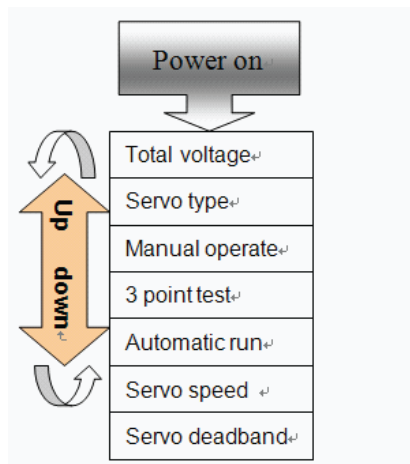 Power on
Total voltage
Servo type
Manual operate
3 point test
Automatic run
Servo speed
Servo deadband
Up down